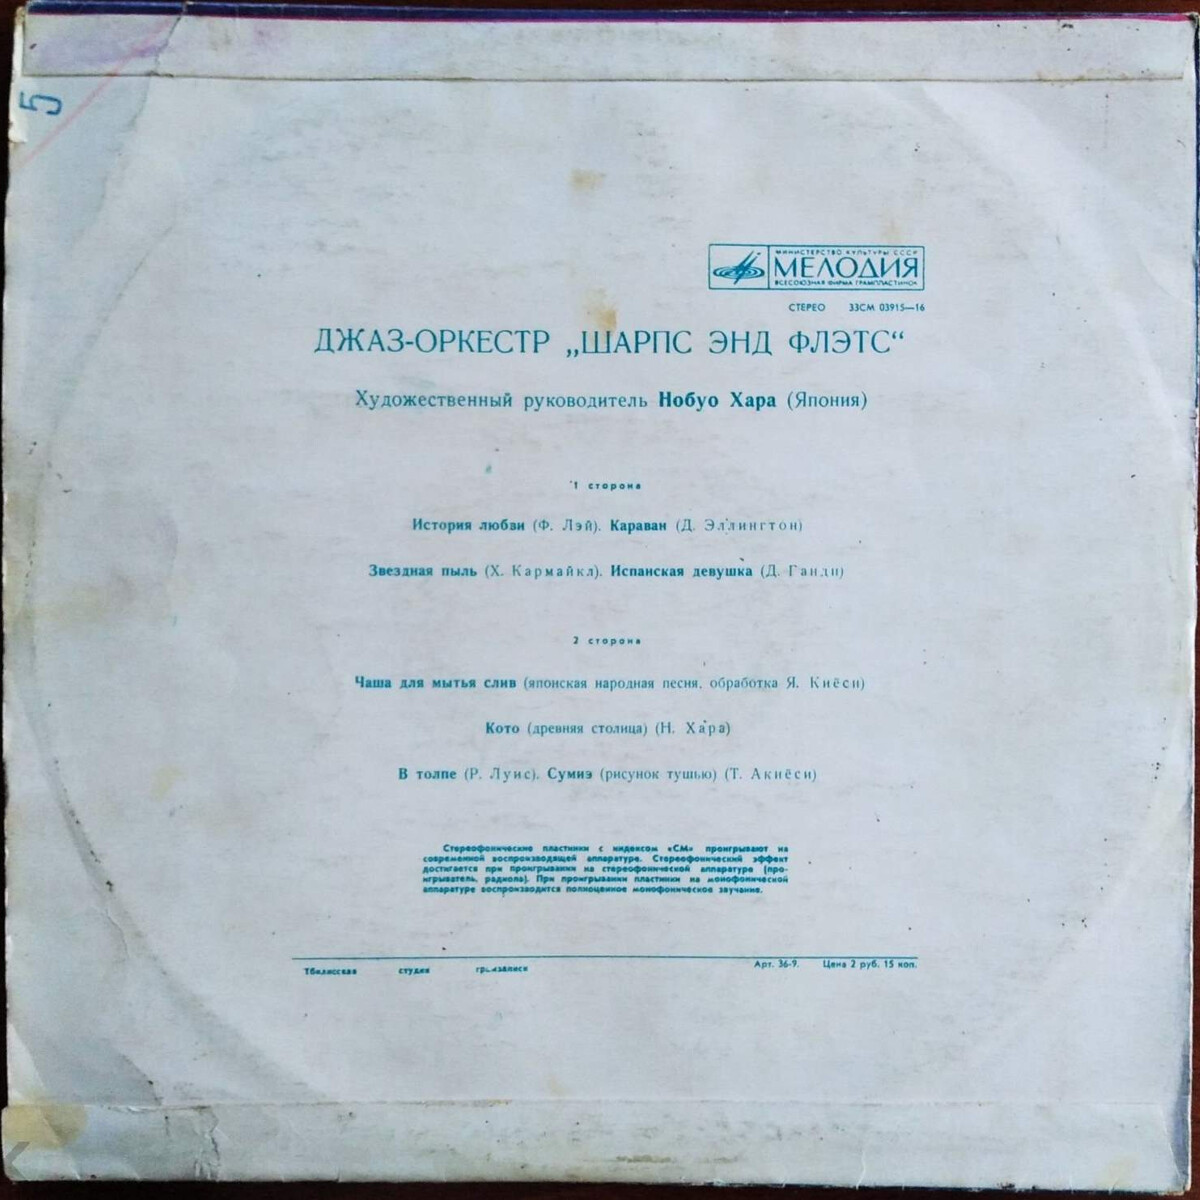 5
МИНИСТЕРСТВО КУЛЬТУРЫ СССР
МЕЛОДИЯ
ВСЕСОЮЗНАЯ ФИРМА ГРАМПЛАСТИНОК
СТЕРЕО 33СМ 03915—16
ДЖАЗ-ОРКЕСТР „ШАРПС ЭНД ФЛЭТС“
Художественный руководитель Нобуо Хара (Япония)
1 сторона
История любви (Ф. Лэй). Караван (Д. Эллингтон)
Звездная пыль (Х. Кармайкл). Испанская девушка (Д. Ганди)
2 сторона
Чаша для мытья слив (японская народная песня, обработка Я. Киёси)
Кото (древняя столица) (Н. Хара)
В толпе (Р. Луис). Сумиэ (рисунок тушью) (Т. Акиёси)
Стереофонические пластинки с индексом «СМ» проигрывают на
современной воспроизводящей аппаратуре. Стереофонический эффект
достигается при проигрывании на стереофонической аппаратуре (про-
игрыватель, радиола). При проигрывании пластинки на монофонической
аппаратуре воспроизводится полноценное монофоническое звучание.
Тбилисская студия грамзаписи Арт. 36-9. Цена 2 руб. 15 коп.